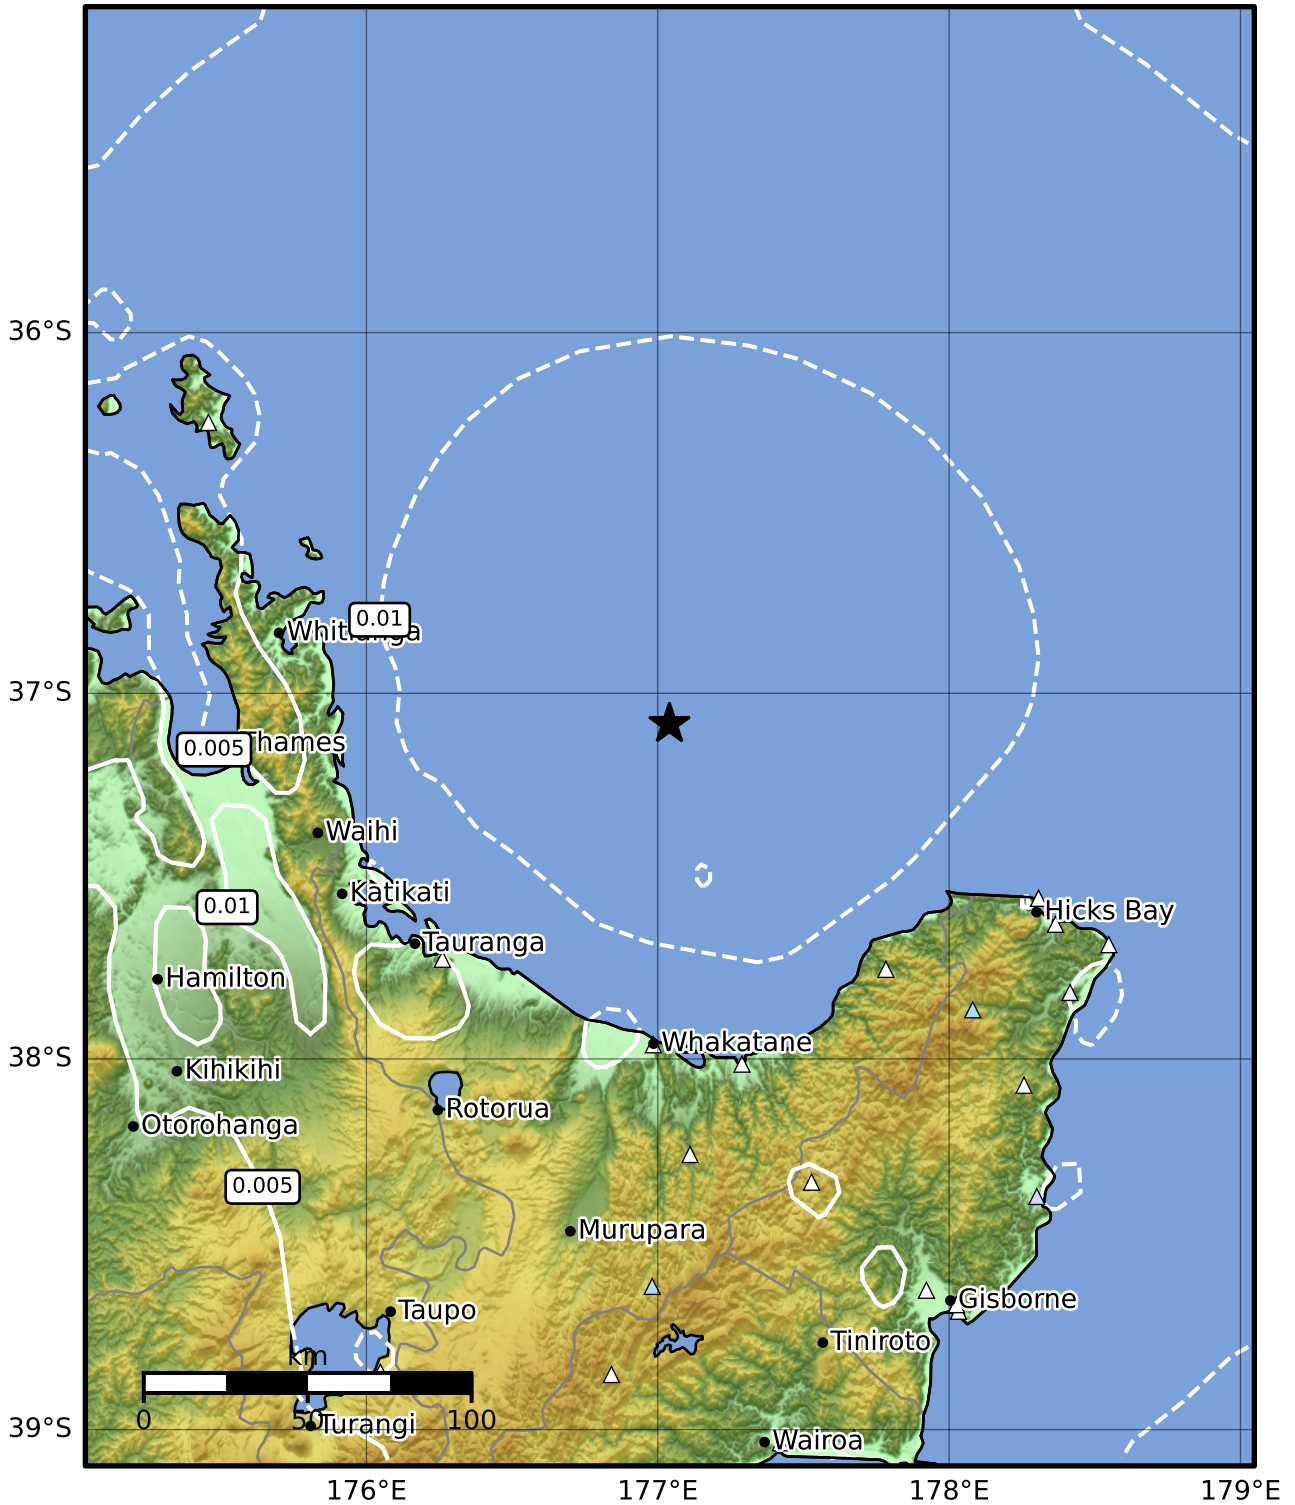 36°S
0.01
Whitianga
37°S
Thames
0.005
Waihi
Katikati
0.01
Hicks Bay
Tauranga
Hamilton
Whakatane
38°S
Kihikihi
Rotorua
Otorohanga
0.005
Murupara
Gisborne
Taupo
Tiniroto
km
0
50
100
Turangi
39°S
Wairoa
176°E
177°E
178°E
179°E